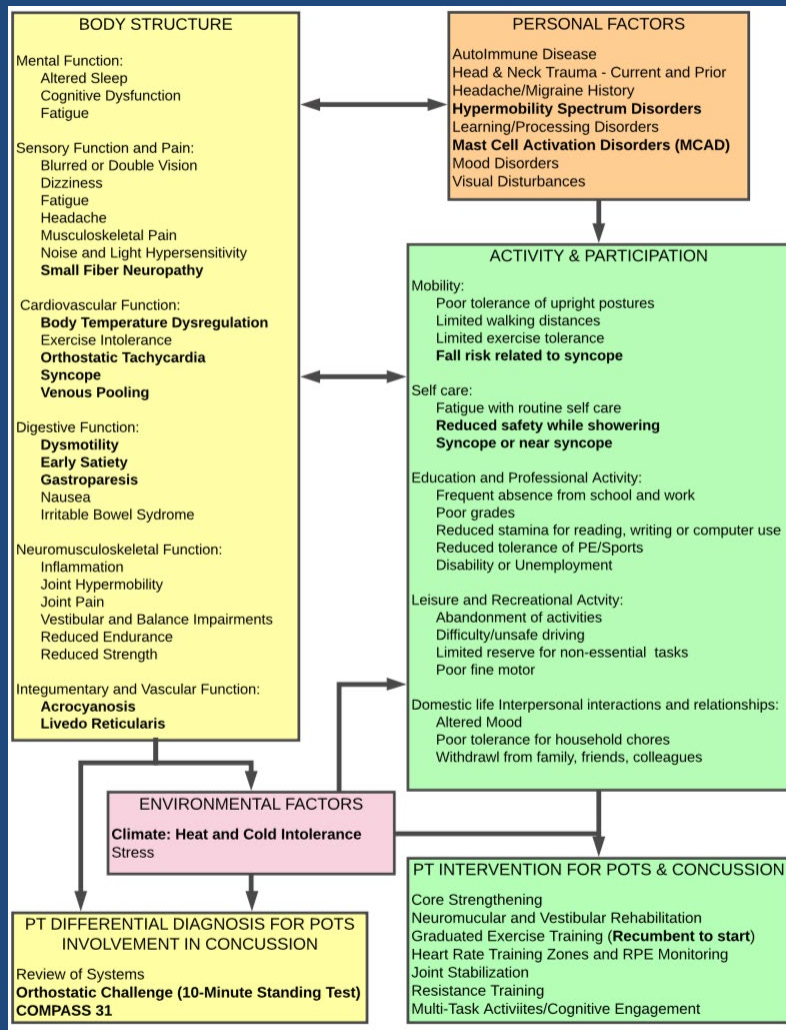 BODY STRUCTURE
Mental Function:
Altered Sleep
Cognitive Dysfunction
Fatigue
Sensory Function and Pain:
Blurred or Double Vision
Dizziness
Fatigue
Headache
Musculoskeletal Pain
Noise and Light Hypersensitivity
Small Fiber Neuropathy
Cardiovascular Function:
Body Temperature Dysregulation
Exercise Intolerance
Orthostatic Tachycardia
Syncope
Venous Pooling
Digestive Function:
Dysmotility
Early Satiety
Gastroparesis
Nausea
Irritable Bowel Sydrome
Neuromusculoskeletal Function:
Inflammation
Joint Hypermobility
Joint Pain
Vestibular and Balance Impairments
Reduced Endurance
Reduced Strength
Integumentary and Vascular Function:
Acrocyanosis
Livedo Reticularis
PERSONAL FACTORS
AutoImmune Disease
Head & Neck Trauma - Current and Prior
Headache/Migraine History
Hypermobility Spectrum Disorders
Learning/Processing Disorders
Mast Cell Activation Disorders (MCAD)
Mood Disorders
Visual Disturbances
ACTIVITY & PARTICIPATION
Mobility:
Poor tolerance of upright postures
Limited walking distances
Limited exercise tolerance
Fall risk related to syncope
Self care:
Fatigue with routine self care
Reduced safety while showering
Syncope or near syncope
Education and Professional Activity:
Frequent absence from school and work
Poor grades
Reduced stamina for reading, writing or computer use
Reduced tolerance of PE/Sports
Disability or Unemployment
Leisure and Recreational Actvity:
Abandonment of activities
Difficulty/unsafe driving
Limited reserve for non-essential tasks
Poor fine motor
Domestic life Interpersonal interactions and relationships:
Altered Mood
Poor tolerance for household chores
Withdrawl from family, friends, colleagues
ENVIRONMENTAL FACTORS
Climate: Heat and Cold Intolerance
Stress
PT DIFFERENTIAL DIAGNOSIS FOR POTS
INVOLVEMENT IN CONCUSSION
Review of Systems
Orthostatic Challenge (10-Minute Standing Test)
COMPASS 31
PT INTERVENTION FOR POTS & CONCUSSION
Core Strengthening
Neuromucular and Vestibular Rehabilitation
Graduated Exercise Training (Recumbent to start)
Heart Rate Training Zones and RPE Monitoring
Joint Stabilization
Resistance Training
Multi-Task Activiites/Cognitive Engagement